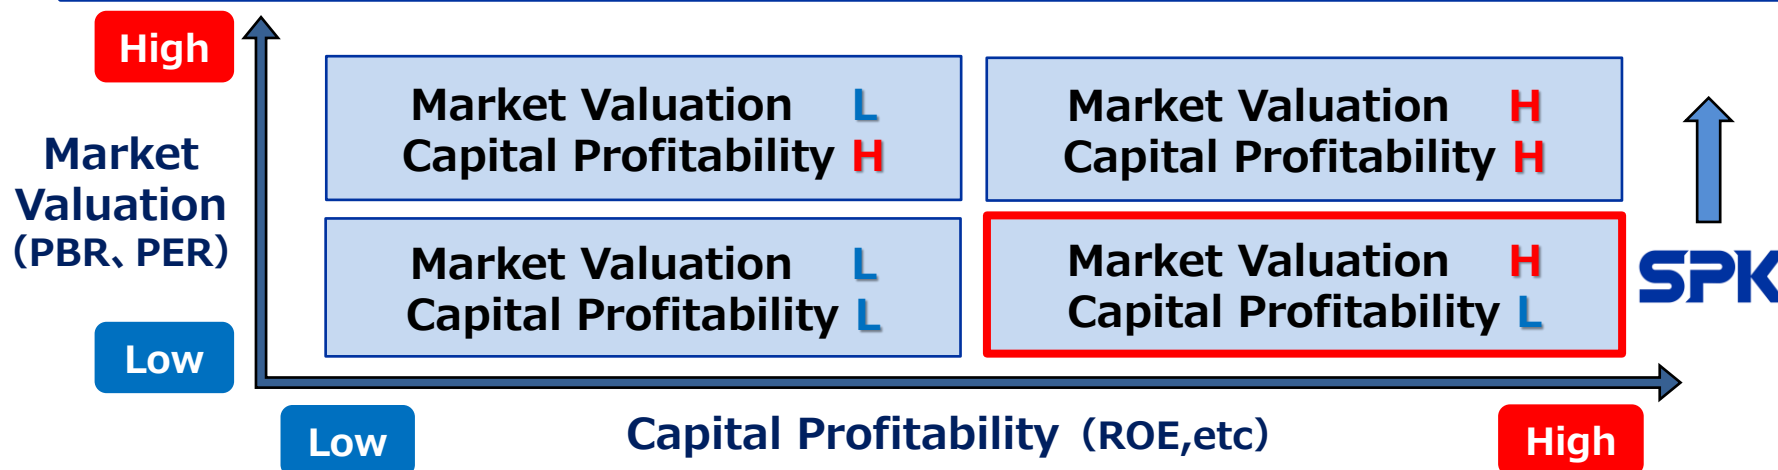 High
Market Valuation L
Capital Profitability H
Market Valuation H
Capital Profitability H
Market
Valuation
（PBR、PER）
Market Valuation L
Capital Profitability L
Market Valuation H
Capital Profitability L
SPK
Low
Low
Capital Profitability（ROE,etc）
High